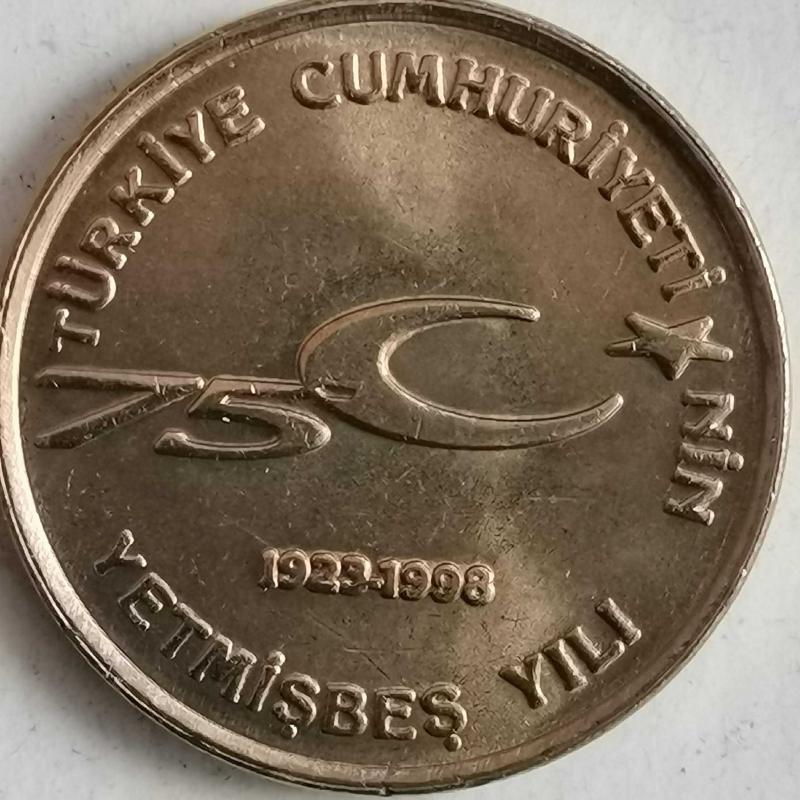 TÜRKİYE CUMHURİYETİ NİN
75
1923-1998
YETMİŞBEŞ YILI